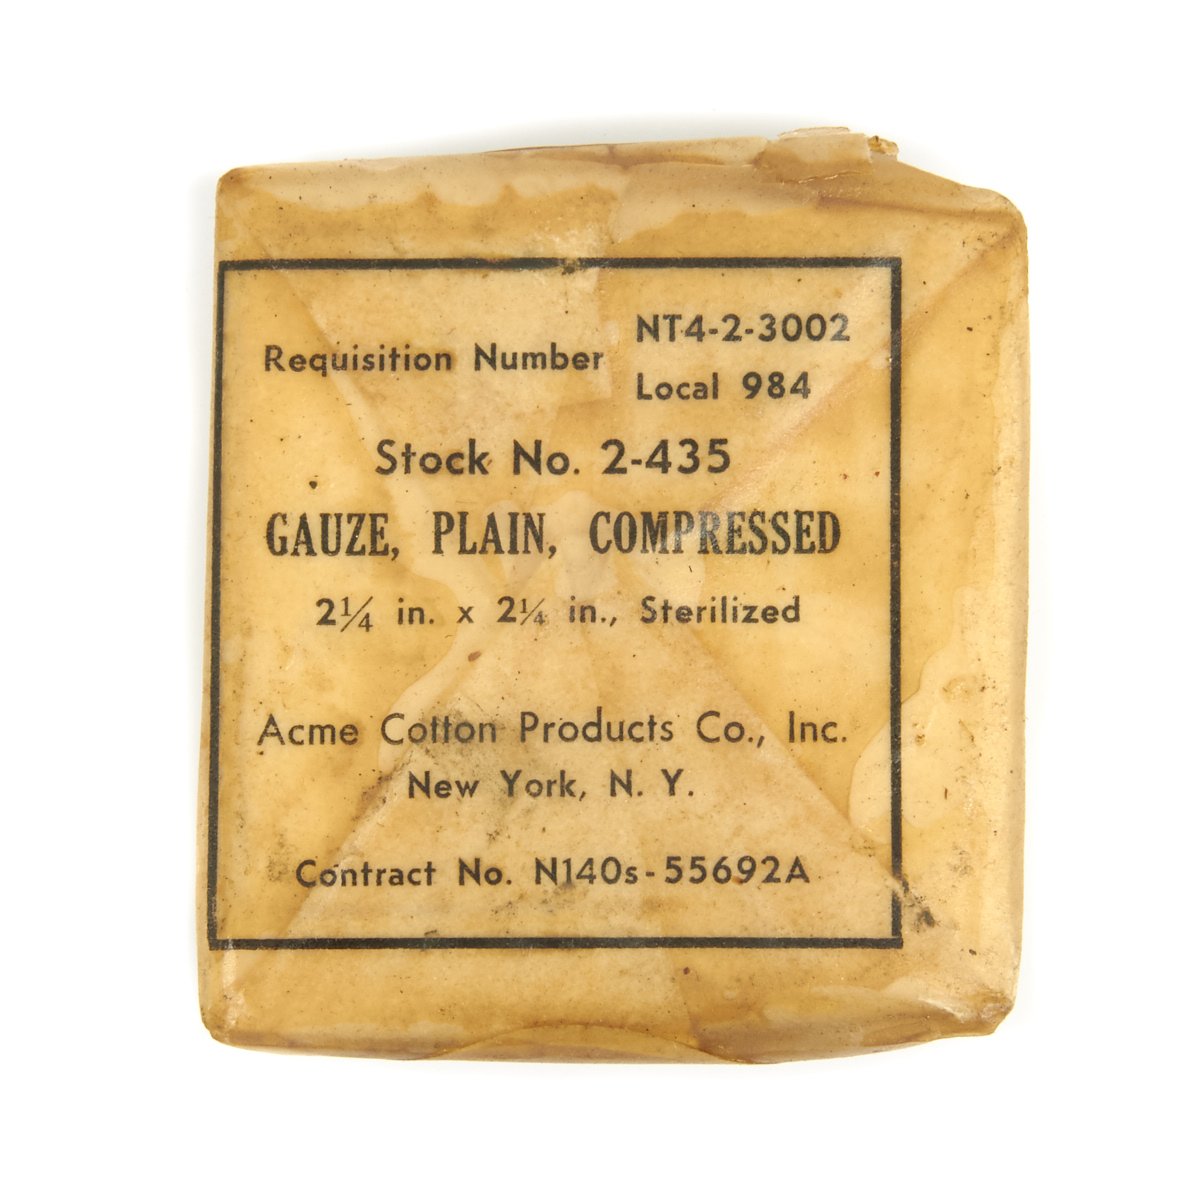 Requisition Number NT4-2-3002
Local 984
Stock No. 2-435
GAUZE, PLAIN, COMPRESSED
2¼ in. x 2¼ in., Sterilized
Acme Cotton Products Co., Inc.
New York, N. Y.
Contract No. N140s-55692A